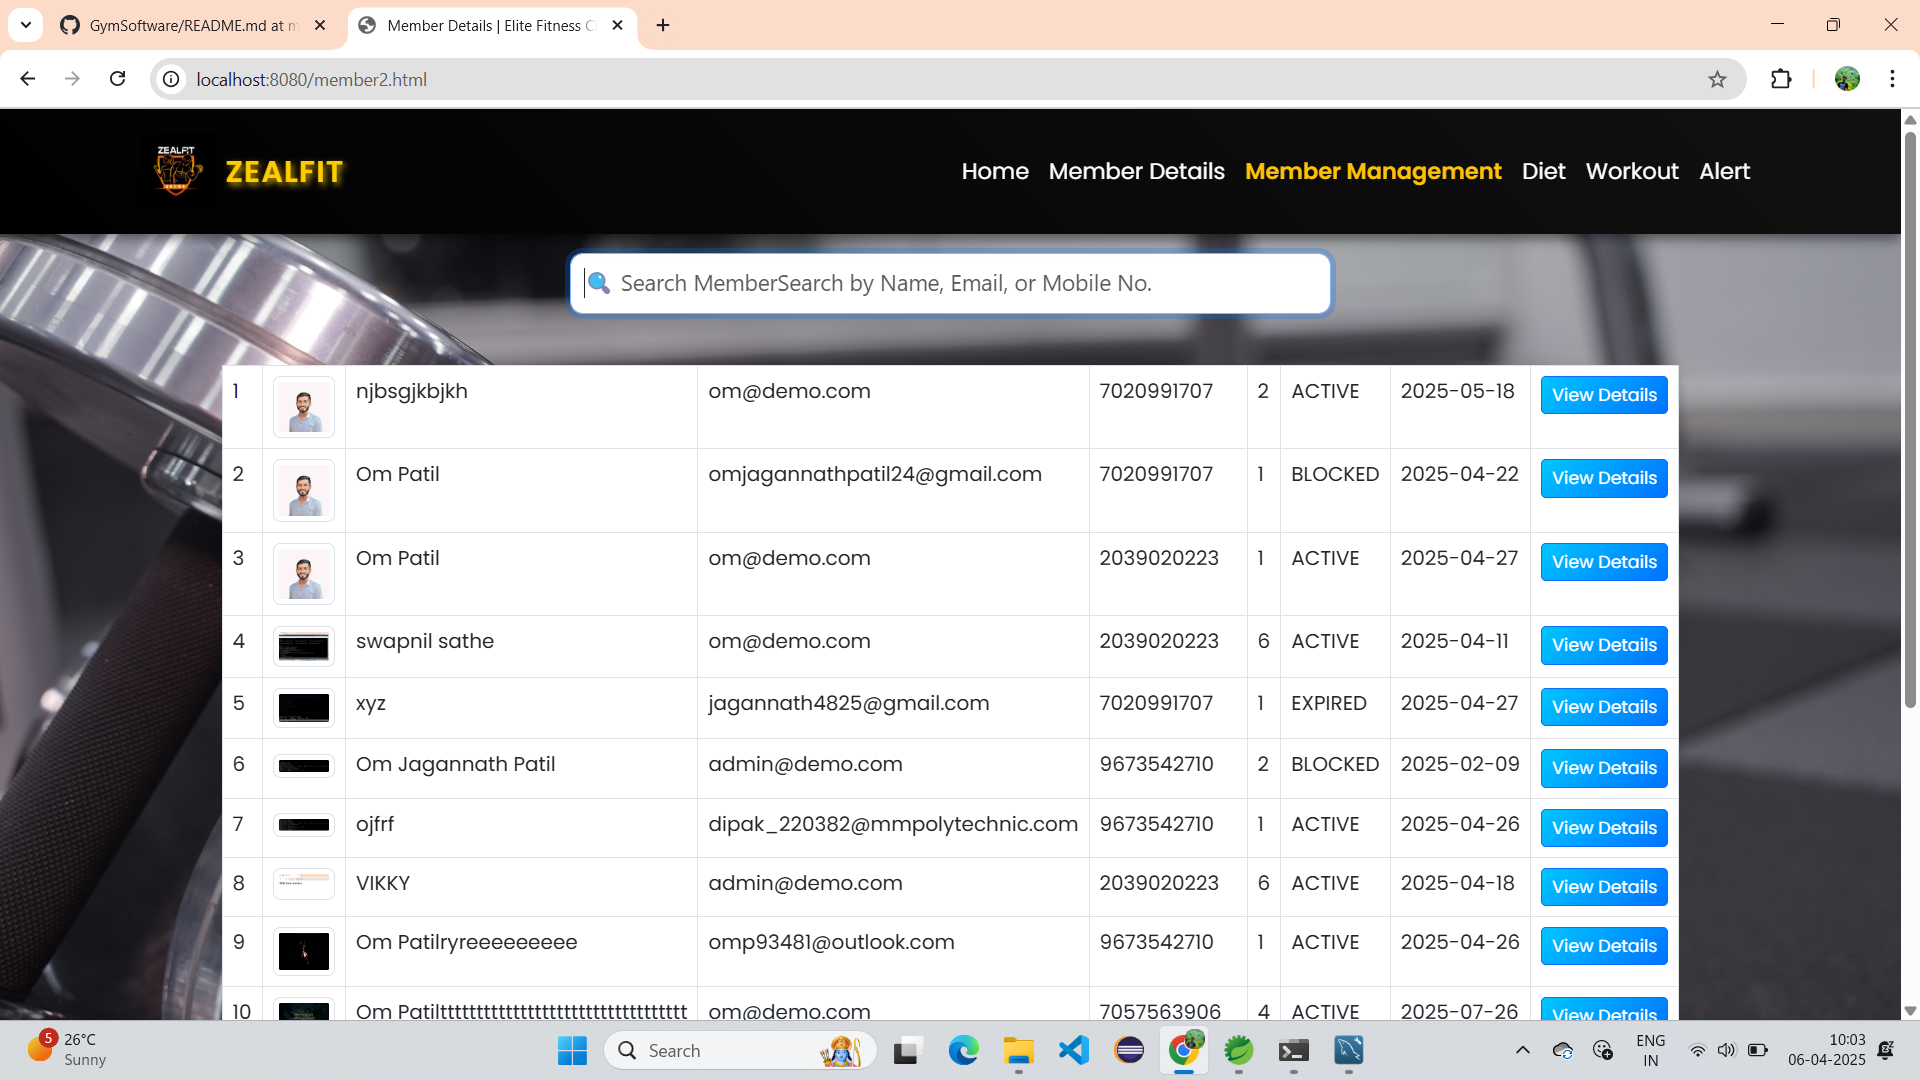 GymSoftware/README.md at m
Member Details | Elite Fitness C
localhost:8080/member2.html
ZEALFIT
ZEALFIT
Home Member Details Member Management Diet Workout Alert
🔍 Search MemberSearch by Name, Email, or Mobile No.
1 njbsgjkbjkh om@demo.com 7020991707 2 ACTIVE 2025-05-18 View Details
2 Om Patil omjagannathpatil24@gmail.com 7020991707 1 BLOCKED 2025-04-22 View Details
3 Om Patil om@demo.com 2039020223 1 ACTIVE 2025-04-27 View Details
4 swapnil sathe om@demo.com 2039020223 6 ACTIVE 2025-04-11 View Details
5 xyz jagannath4825@gmail.com 7020991707 1 EXPIRED 2025-04-27 View Details
6 Om Jagannath Patil admin@demo.com 9673542710 2 BLOCKED 2025-02-09 View Details
7 ojfrf dipak_220382@mmpolytechnic.com 9673542710 1 ACTIVE 2025-04-26 View Details
8 VIKKY admin@demo.com 2039020223 6 ACTIVE 2025-04-18 View Details
9 Om Patilryreeeeeeeee omp93481@outlook.com 9673542710 1 ACTIVE 2025-04-26 View Details
10 Om Patilttttttttttttttttttttttttttttttttttt om@demo.com 7057563906 4 ACTIVE 2025-07-26 View Details
5
26°C
Sunny
Search
ENG
IN
10:03
06-04-2025